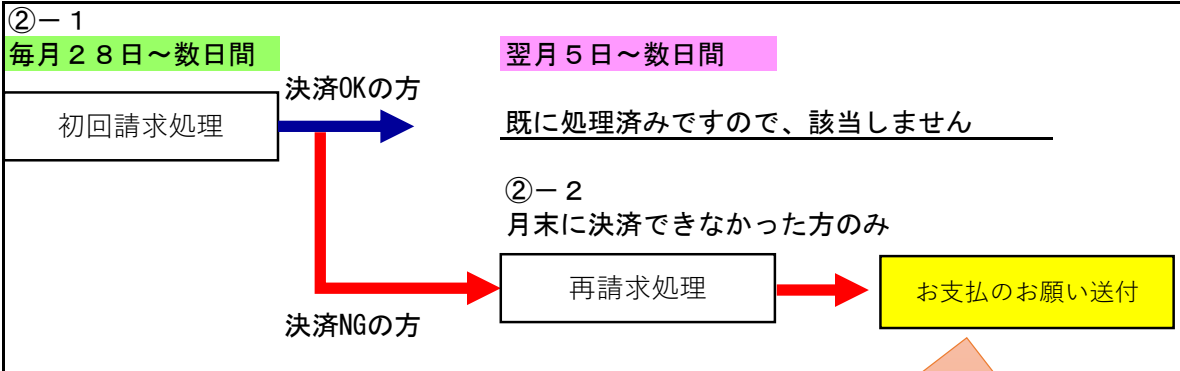 ②－１
毎月２８日～数日間
翌月５日～数日間
決済OKの方
初回請求処理
既に処理済みですので、該当しません
②－２
月末に決済できなかった方のみ
再請求処理
お支払のお願い送付
決済NGの方